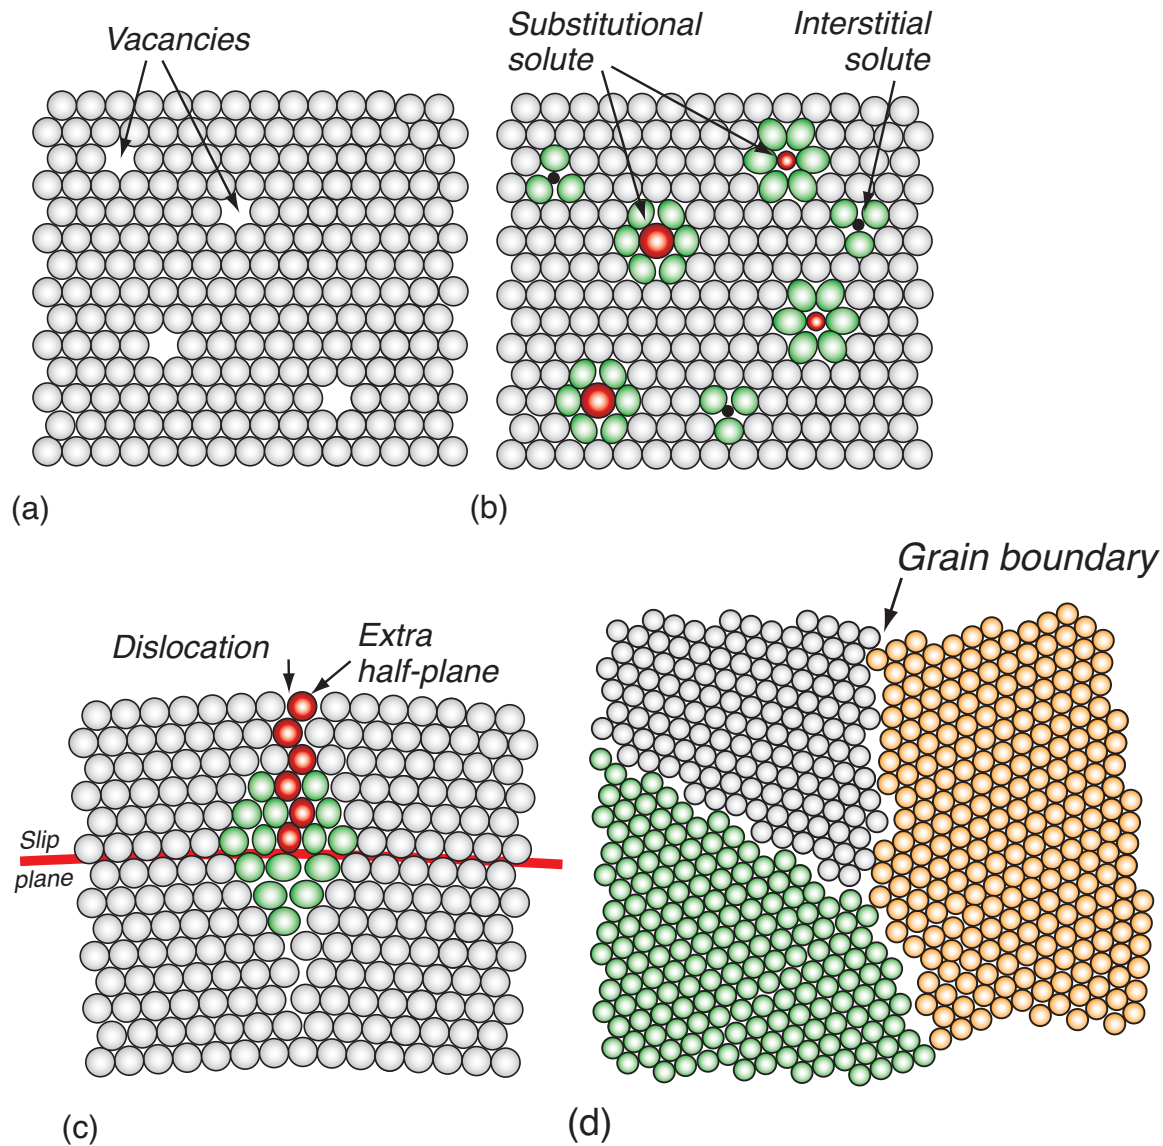 Vacancies
Substitutional
solute
Interstitial
solute
(a)
(b)
Dislocation
Extra
half-plane
Slip
plane
Grain boundary
(c)
(d)